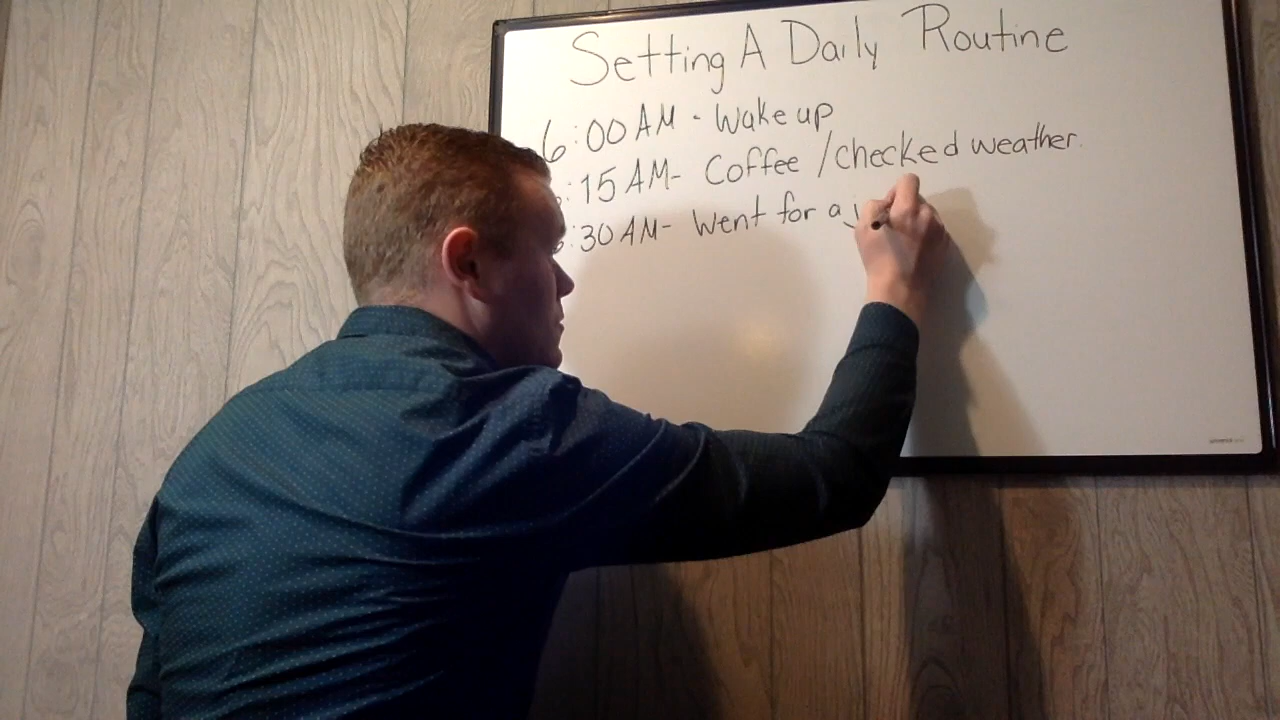 Setting A Daily Routine
6:00 AM - Wake up
:15 AM- Coffee /checked weather.
:30 AM- Went for a